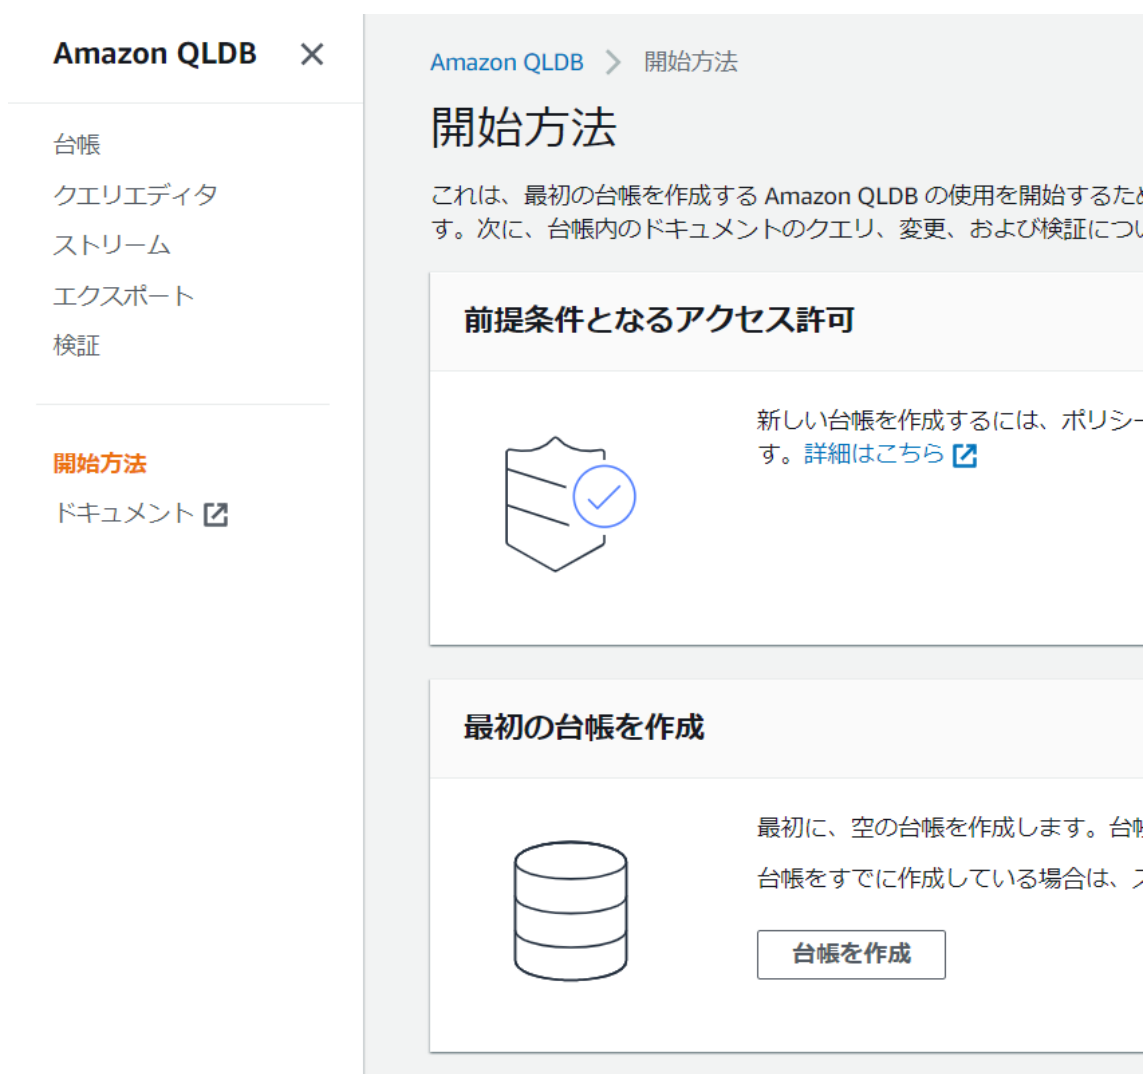 Amazon QLDB
台帳
クエリエディタ
ストリーム
エクスポート
検証
開始方法
ドキュメント
Amazon QLDB > 開始方法
開始方法
これは、最初の台帳を作成する Amazon QLDB の使用を開始するため
す。次に、台帳内のドキュメントのクエリ、変更、および検証につい
前提条件となるアクセス許可
新しい台帳を作成するには、ポリシー
す。詳細はこちら
最初の台帳を作成
最初に、空の台帳を作成します。台帳
台帳をすでに作成している場合は、ス
台帳を作成